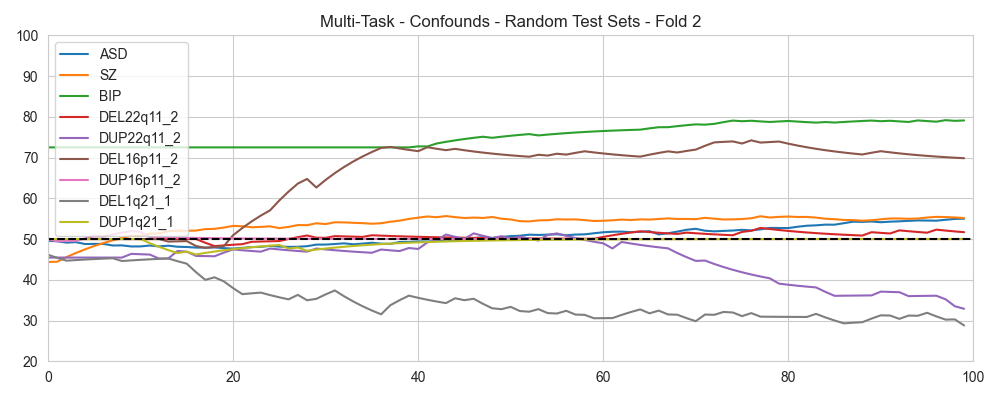 Multi-Task - Confounds - Random Test Sets - Fold 2
100
90
80
70
60
50
40
30
20
ASD
SZ
BIP
DEL22q11_2
DUP22q11_2
DEL16p11_2
DUP16p11_2
DEL1q21_1
DUP1q21_1
0 20 40 60 80 100